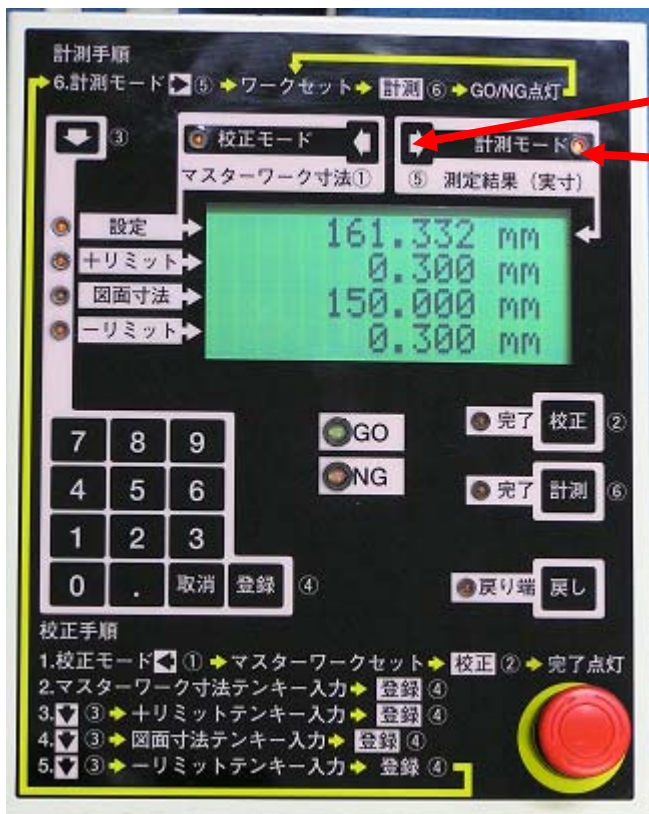 計測手順
6.計測モード ⑤ ワークセット 計測 ⑥ GO/NG点灯
③
校正モード
計測モード
マスターワーク寸法①
⑤ 測定結果（実寸）
設定 161.332 mm
＋リミット 0.300 mm
図面寸法 150.000 mm
－リミット 0.300 mm
7 8 9
4 5 6
1 2 3
0 . 取消 登録 ④
GO
NG
完了 校正 ②
完了 計測 ⑥
戻り端 戻し
校正手順
1.校正モード ① マスターワークセット 校正 ② 完了点灯
2.マスターワーク寸法テンキー入力 登録 ④
3. ③ ＋リミットテンキー入力 登録 ④
4. ③ 図面寸法テンキー入力 登録 ④
5. ③ －リミットテンキー入力 登録 ④